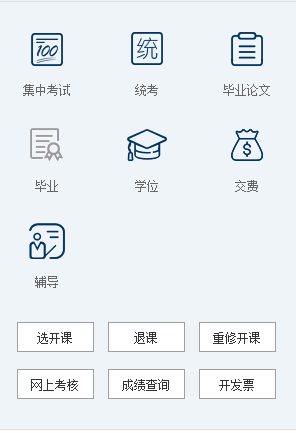 100
统
集中考试 统考 毕业论文
毕业 学位 交费
$
辅导
选开课 退课 重修开课
网上考核 成绩查询 开发票